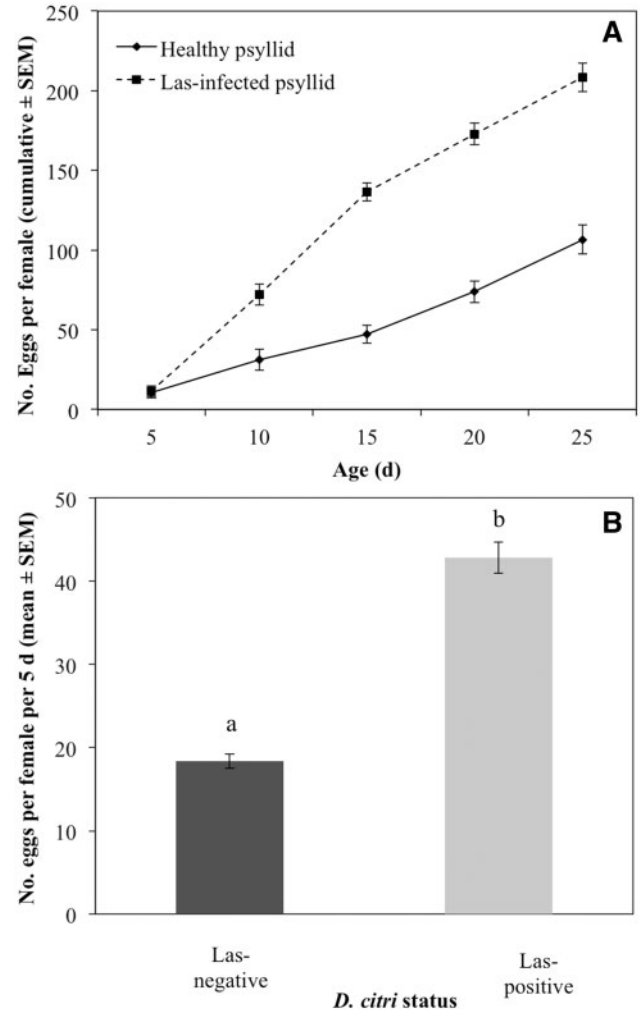 A
Healthy psyllid
Las-infected psyllid
No. Eggs per female (cumulative ± SEM)
250
200
150
100
50
0
5 10 15 20 25
Age (d)
B
No. eggs per female per 5 d (mean ± SEM)
50
40
30
20
10
0
a
b
Las-
negative
Las-
positive
D. citri status